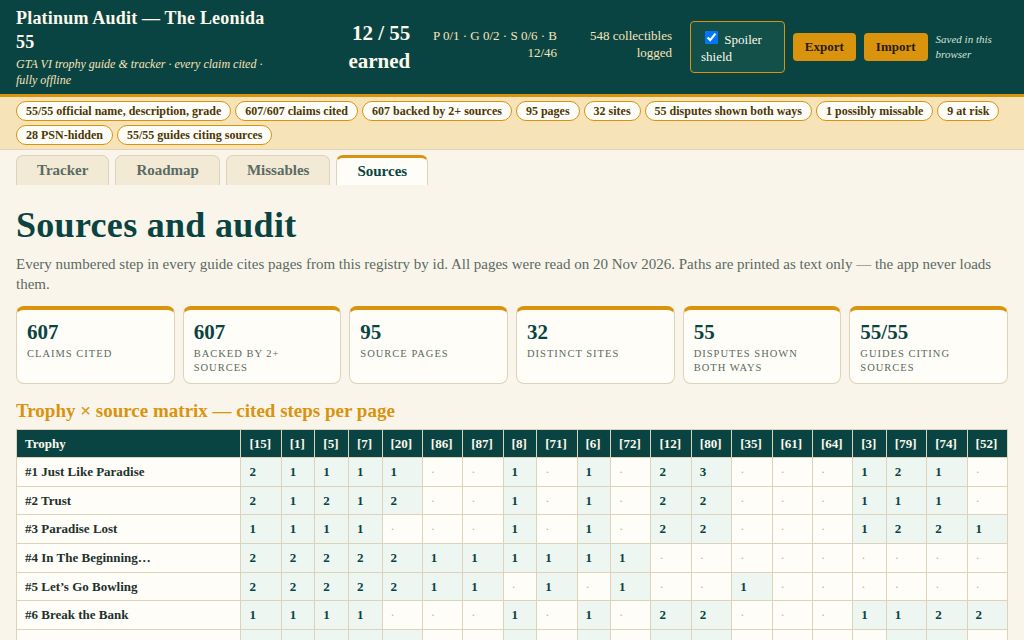 Platinum Audit — The Leonida
55
GTA VI trophy guide & tracker · every claim cited ·
fully offline
12 / 55
earned
P 0/1 · G 0/2 · S 0/6 · B
12/46
548 collectibles
logged
Spoiler
shield
Export
Import
Saved in this
browser
55/55 official name, description, grade
607/607 claims cited
607 backed by 2+ sources
95 pages
32 sites
55 disputes shown both ways
1 possibly missable
9 at risk
28 PSN-hidden
55/55 guides citing sources
Tracker
Roadmap
Missables
Sources
Sources and audit
Every numbered step in every guide cites pages from this registry by id. All pages were read on 20 Nov 2026. Paths are printed as text only — the app never loads
them.
607
CLAIMS CITED
607
BACKED BY 2+
SOURCES
95
SOURCE PAGES
32
DISTINCT SITES
55
DISPUTES SHOWN
BOTH WAYS
55/55
GUIDES CITING
SOURCES
Trophy × source matrix — cited steps per page
Trophy [15] [1] [5] [7] [20] [86] [87] [8] [71] [6] [72] [12] [80] [35] [61] [64] [3] [79] [74] [52]
#1 Just Like Paradise 2 1 1 1 1 · · 1 · 1 · 2 3 · · · 1 2 1 ·
#2 Trust 2 1 2 1 2 · · 1 · 1 · 2 2 · · · 1 1 1 ·
#3 Paradise Lost 1 1 1 1 · · · 1 · 1 · 2 2 · · · 1 2 2 1
#4 In The Beginning… 2 2 2 2 2 1 1 1 1 1 1 · · · · · · · · ·
#5 Let’s Go Bowling 2 2 2 2 2 1 1 · 1 · 1 · · 1 · · · · · ·
#6 Break the Bank 1 1 1 1 · · · 1 · 1 · 2 2 · · · 1 1 2 2